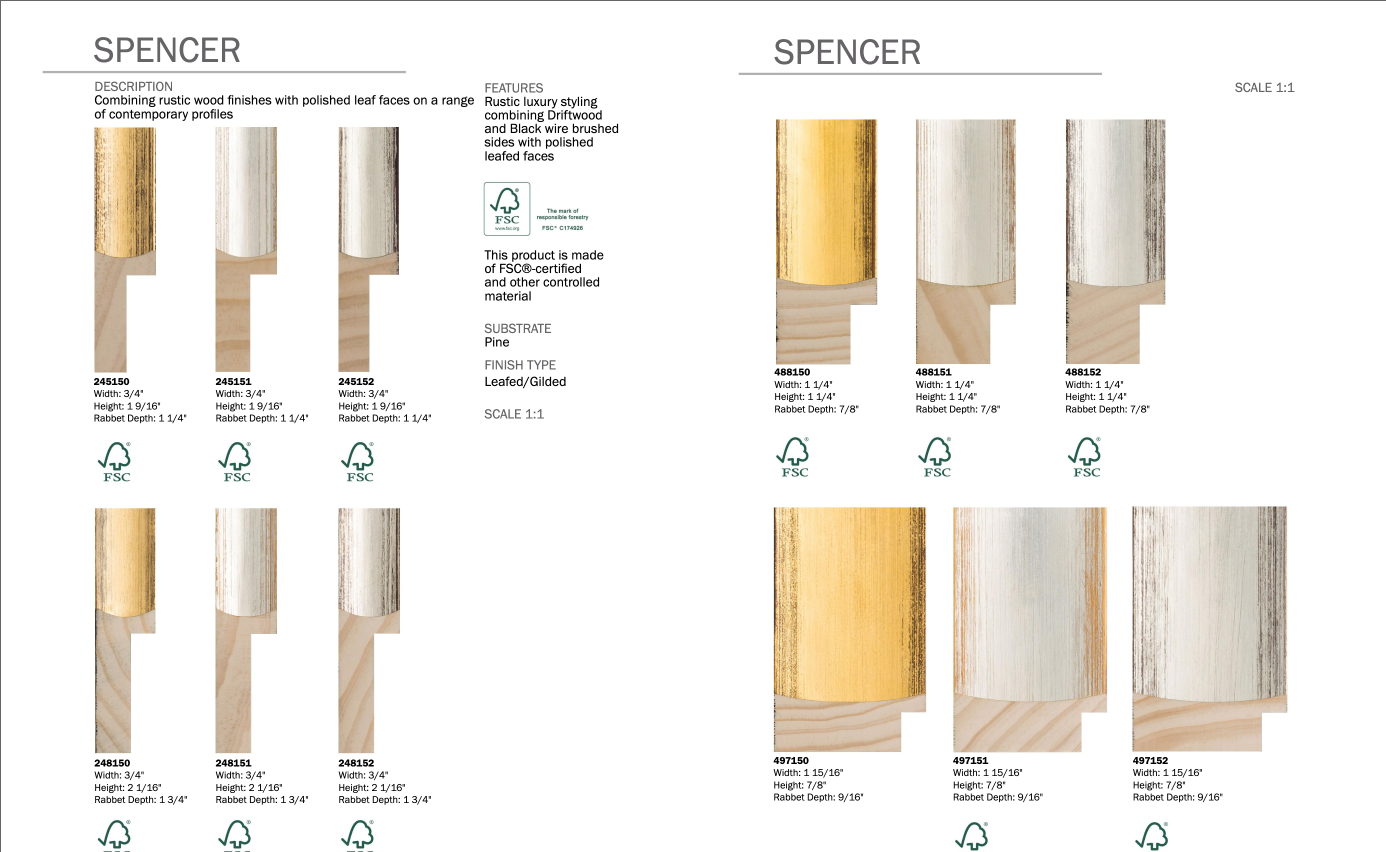 SPENCER
DESCRIPTION
Combining rustic wood finishes with polished leaf faces on a range
of contemporary profiles
245150
Width: 3/4"
Height: 1 9/16"
Rabbet Depth: 1 1/4"
245151
Width: 3/4"
Height: 1 9/16"
Rabbet Depth: 1 1/4"
245152
Width: 3/4"
Height: 1 9/16"
Rabbet Depth: 1 1/4"
FSC
FSC
FSC
248150
Width: 3/4"
Height: 2 1/16"
Rabbet Depth: 1 3/4"
248151
Width: 3/4"
Height: 2 1/16"
Rabbet Depth: 1 3/4"
248152
Width: 3/4"
Height: 2 1/16"
Rabbet Depth: 1 3/4"
FSC
FSC
FSC
FEATURES
Rustic luxury styling
combining Driftwood
and Black wire brushed
sides with polished
leafed faces
®
FSC
www.fsc.org
The mark of
responsible forestry
FSC® C174926
This product is made
of FSC®-certified
and other controlled
material
SUBSTRATE
Pine
FINISH TYPE
Leafed/Gilded
SCALE 1:1
SPENCER
SCALE 1:1
488150
Width: 1 1/4"
Height: 1 1/4"
Rabbet Depth: 7/8"
488151
Width: 1 1/4"
Height: 1 1/4"
Rabbet Depth: 7/8"
488152
Width: 1 1/4"
Height: 1 1/4"
Rabbet Depth: 7/8"
FSC
FSC
FSC
497150
Width: 1 15/16"
Height: 7/8"
Rabbet Depth: 9/16"
497151
Width: 1 15/16"
Height: 7/8"
Rabbet Depth: 9/16"
497152
Width: 1 15/16"
Height: 7/8"
Rabbet Depth: 9/16"